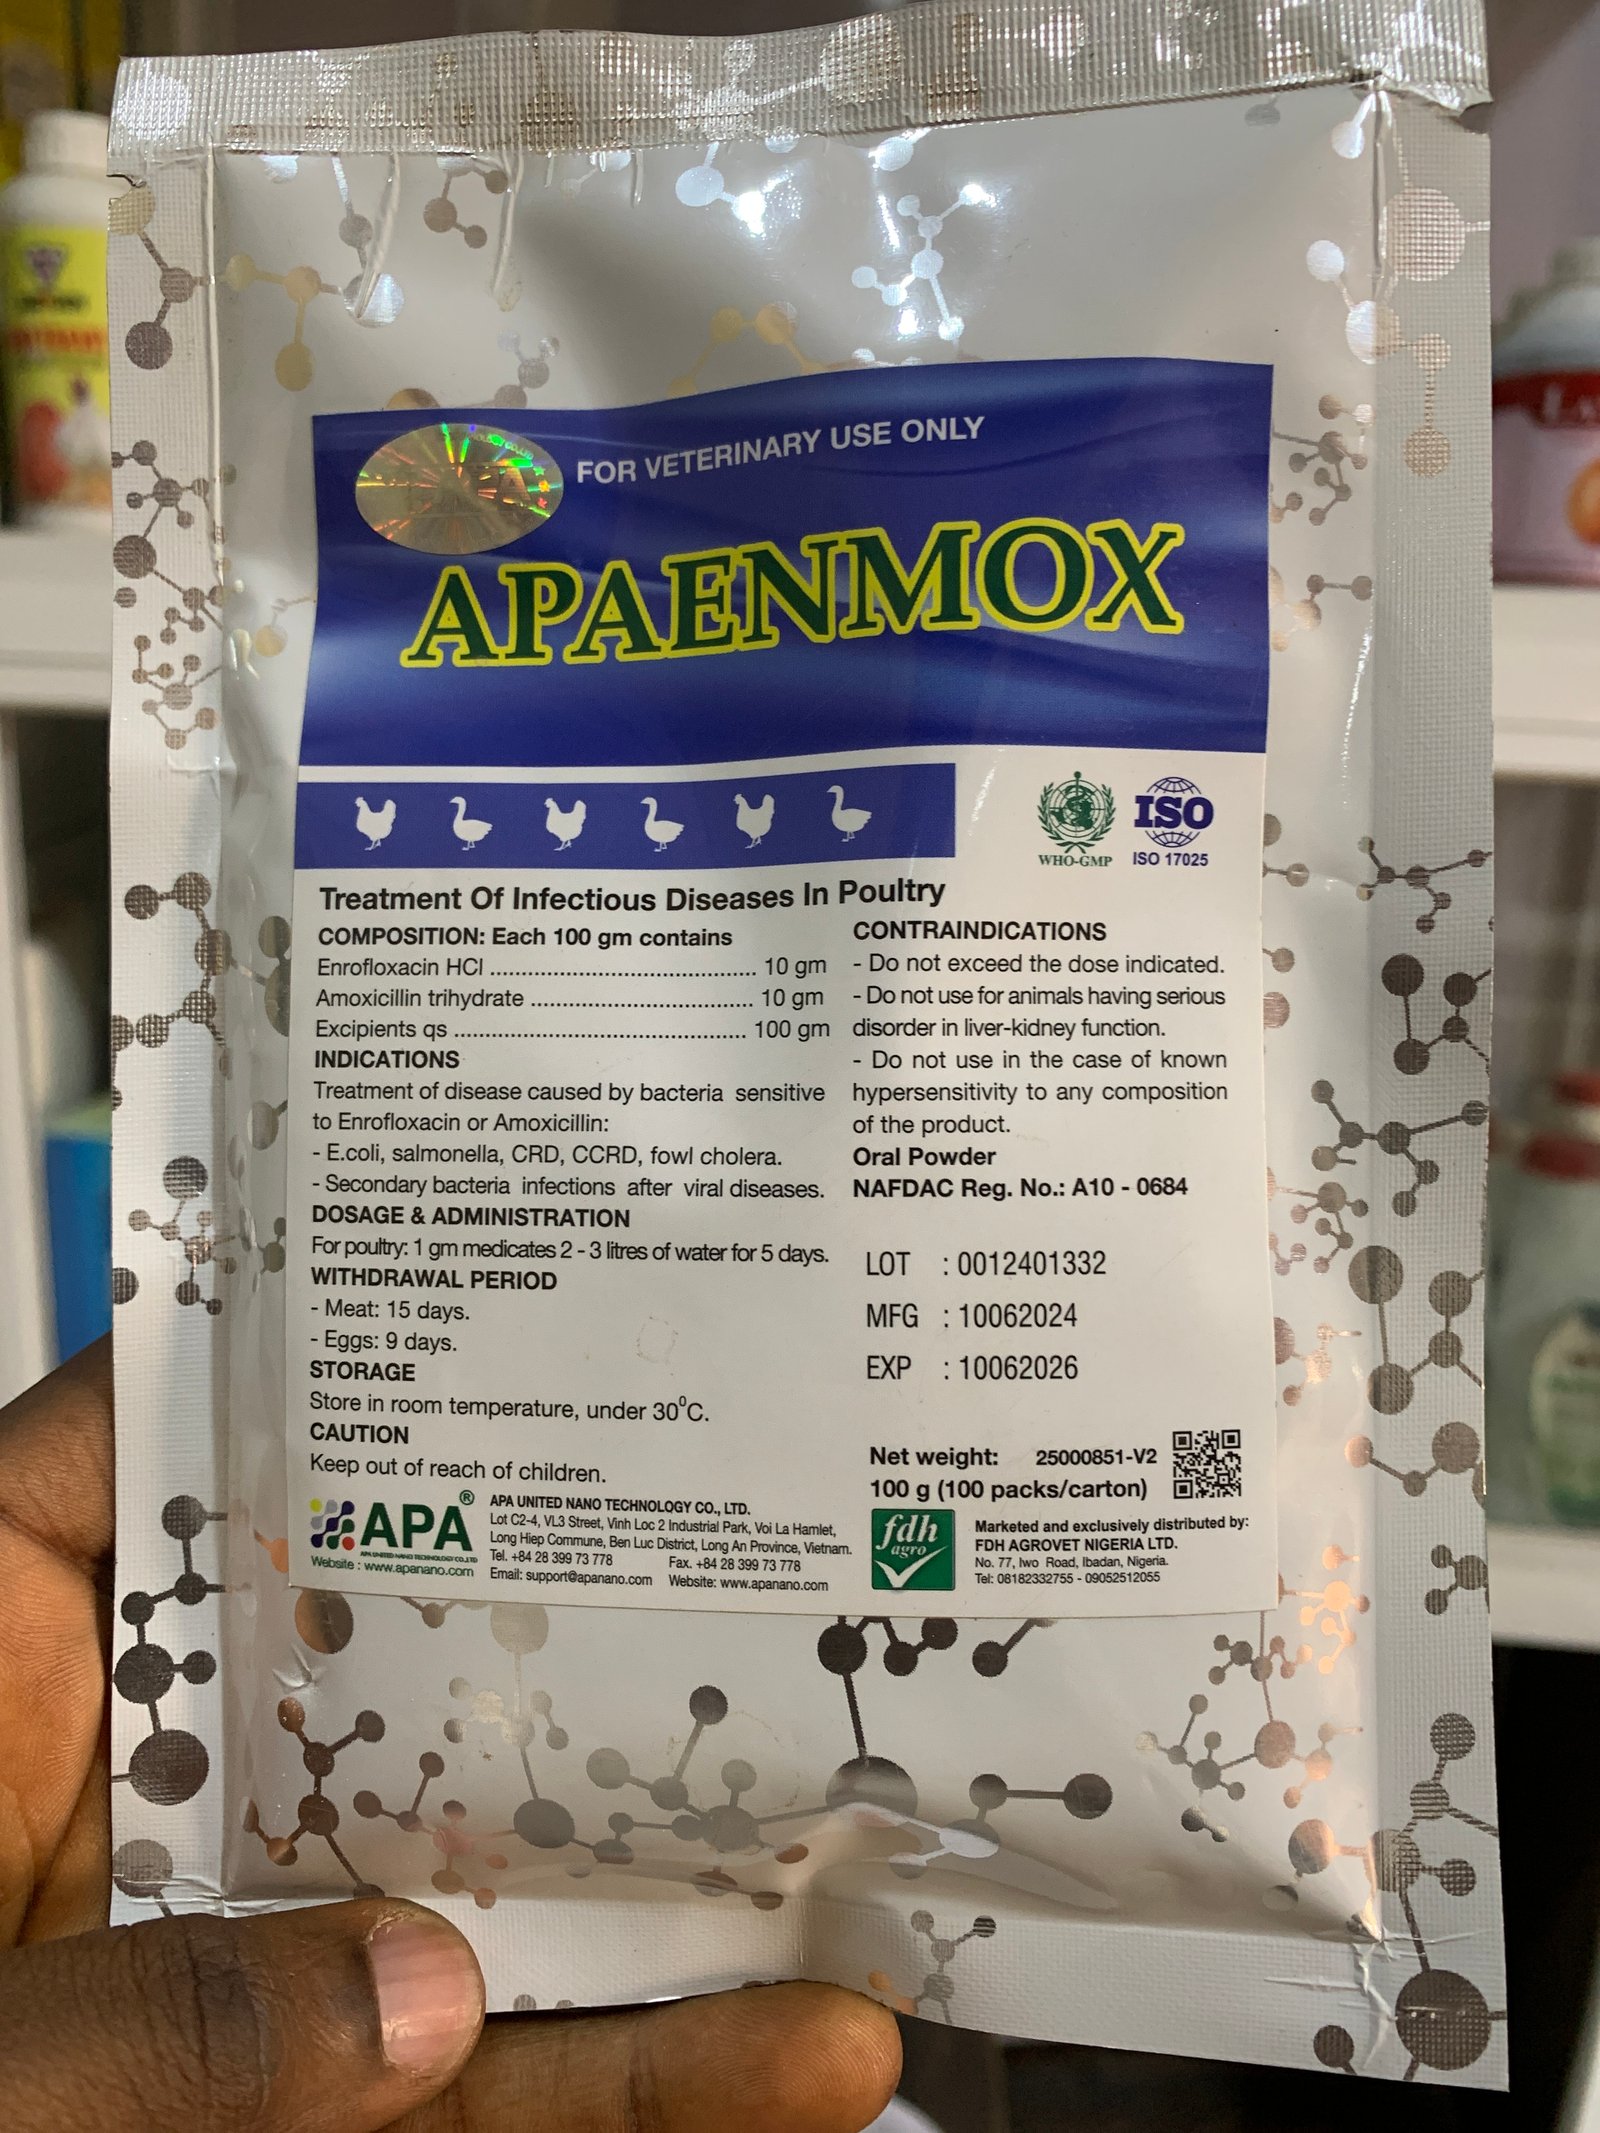 FOR VETERINARY USE ONLY
APAENMOX
WHO-GMP
ISO
ISO 17025
Treatment Of Infectious Diseases In Poultry
COMPOSITION: Each 100 gm contains
Enrofloxacin HCl ........................................ 10 gm
Amoxicillin trihydrate .................................. 10 gm
Excipients qs ............................................ 100 gm
INDICATIONS
Treatment of disease caused by bacteria sensitive
to Enrofloxacin or Amoxicillin:
- E.coli, salmonella, CRD, CCRD, fowl cholera.
- Secondary bacteria infections after viral diseases.
DOSAGE & ADMINISTRATION
For poultry: 1 gm medicates 2 - 3 litres of water for 5 days.
WITHDRAWAL PERIOD
- Meat: 15 days.
- Eggs: 9 days.
STORAGE
Store in room temperature, under 30⁰C.
CAUTION
Keep out of reach of children.
CONTRAINDICATIONS
- Do not exceed the dose indicated.
- Do not use for animals having serious
disorder in liver-kidney function.
- Do not use in the case of known
hypersensitivity to any composition
of the product.
Oral Powder
NAFDAC Reg. No.: A10 - 0684
LOT : 0012401332
MFG : 10062024
EXP : 10062026
Net weight: 25000851-V2
100 g (100 packs/carton)
APA®
APA UNITED NANO TECHNOLOGY CO.,LTD
Website : www.apanano.com
APA UNITED NANO TECHNOLOGY CO., LTD.
Lot C2-4, VL3 Street, Vinh Loc 2 Industrial Park, Voi La Hamlet,
Long Hiep Commune, Ben Luc District, Long An Province, Vietnam.
Tel. +84 28 399 73 778 Fax. +84 28 399 73 778
Email: support@apanano.com Website: www.apanano.com
fdh
agro
Marketed and exclusively distributed by:
FDH AGROVET NIGERIA LTD.
No. 77, Iwo Road, Ibadan, Nigeria.
Tel: 08182332755 - 09052512055